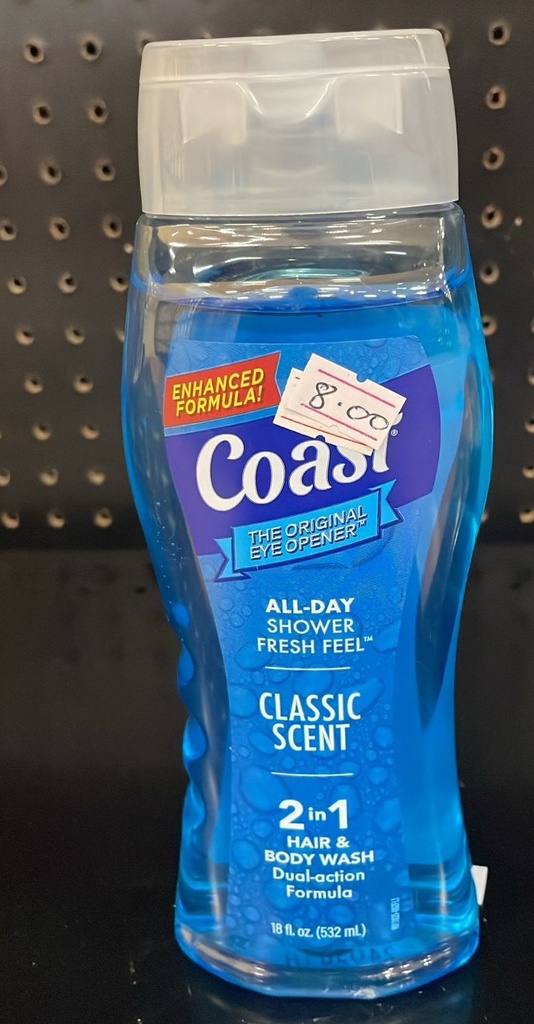 ENHANCED
FORMULA!
8.00
Coast®
THE ORIGINAL
EYE OPENER™
ALL-DAY
SHOWER
FRESH FEEL™
CLASSIC
SCENT
2 in 1
HAIR &
BODY WASH
Dual-action
Formula
18 fl. oz. (532 mL)